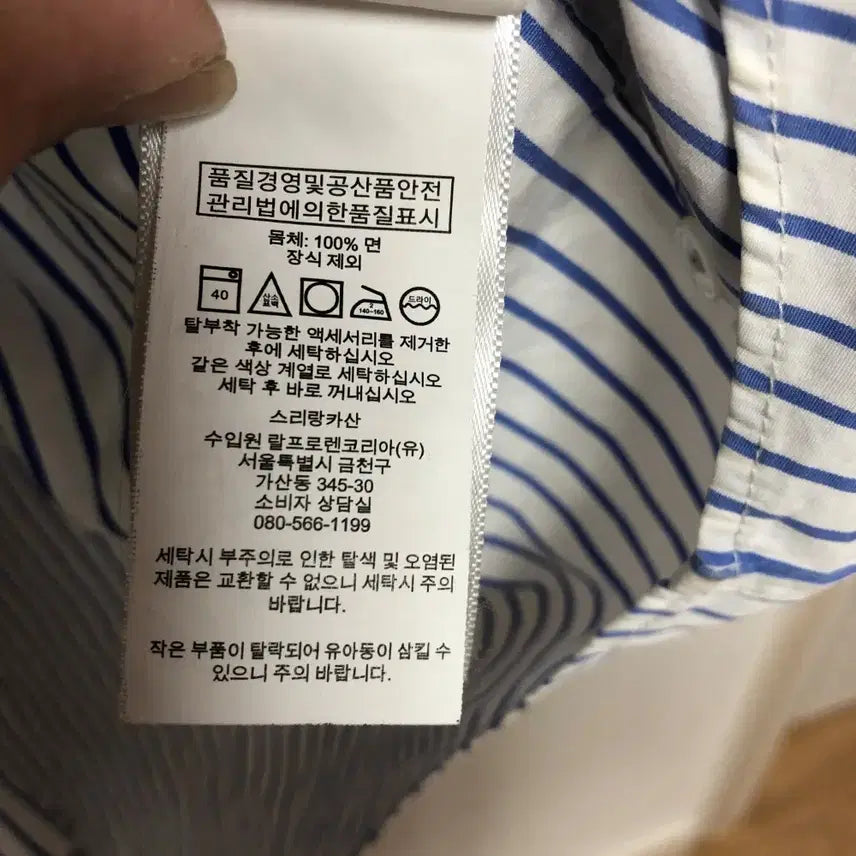 품질경영및공산품안전
관리법에의한품질표시
몸체: 100% 면
장식 제외
40 산소 표백 2 140~160 드라이
탈부착 가능한 액세서리를 제거한
후에 세탁하십시오
같은 색상 계열로 세탁하십시오
세탁 후 바로 꺼내십시오
스리랑카산
수입원 랄프로렌코리아(유)
서울특별시 금천구
가산동 345-30
소비자 상담실
080-566-1199
세탁시 부주의로 인한 탈색 및 오염된
제품은 교환할 수 없으니 세탁시 주의
바랍니다.
작은 부품이 탈락되어 유아동이 삼킬 수
있으니 주의 바랍니다.